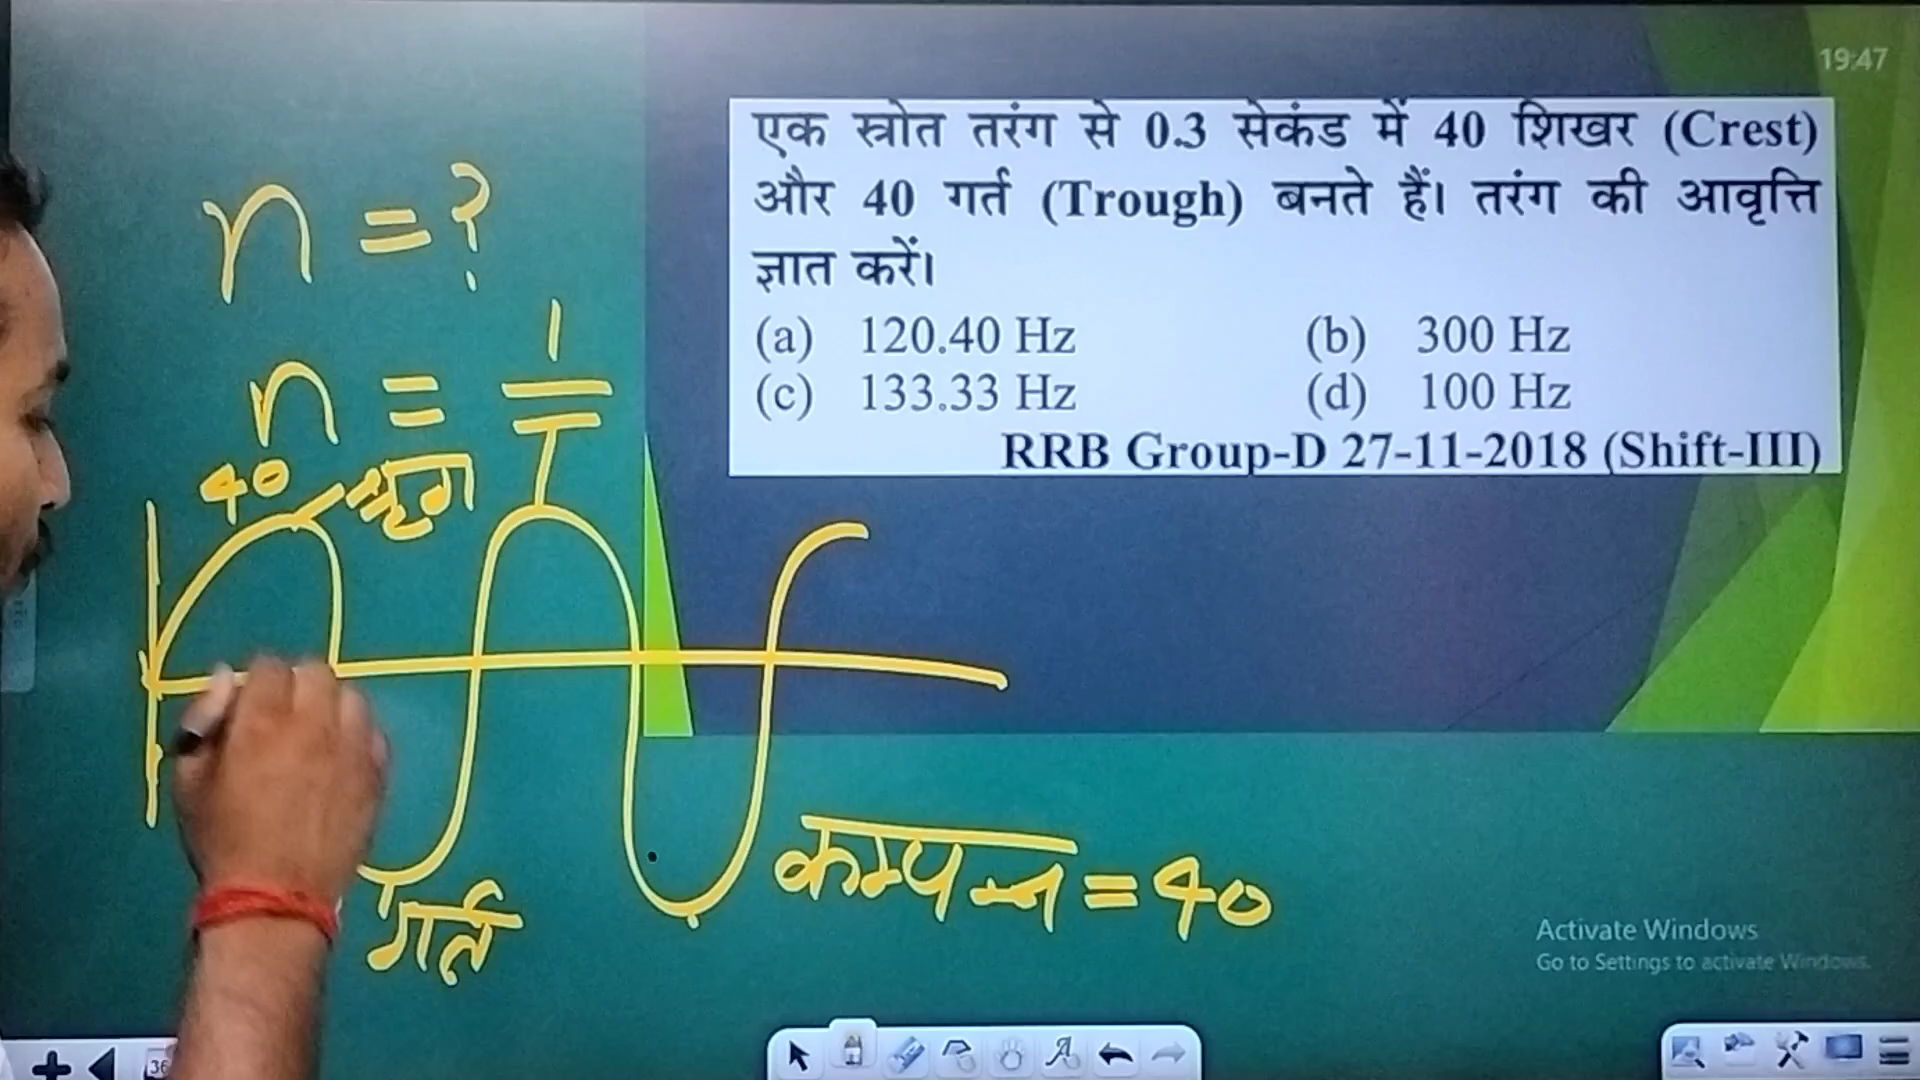 19:47
एक स्त्रोत तरंग से 0.3 सेकंड में 40 शिखर (Crest)
और 40 गर्त (Trough) बनते हैं। तरंग की आवृत्ति
ज्ञात करें।
(a) 120.40 Hz (b) 300 Hz
(c) 133.33 Hz (d) 100 Hz
RRB Group-D 27-11-2018 (Shift-III)
n = ?
n = 1/T
40 श्रृंग
गर्त
कम्पन = 40
Activate Windows
Go to Settings to activate Windows.
36